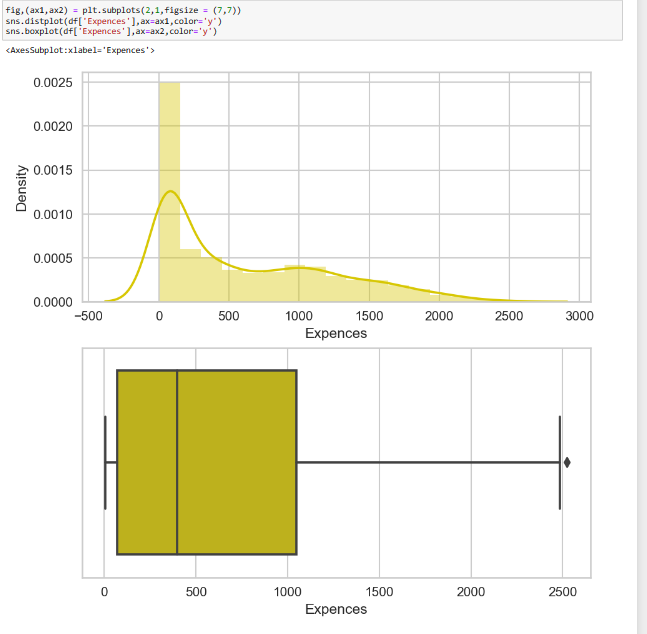 fig,(ax1,ax2) = plt.subplots(2,1,figsize = (7,7))
sns.distplot(df['Expences'],ax=ax1,color='y')
sns.boxplot(df['Expences'],ax=ax2,color='y')
<AxesSubplot:xlabel='Expences'>
0.0025
0.0020
0.0015
0.0010
0.0005
0.0000
Density
−500 0 500 1000 1500 2000 2500 3000
Expences
0 500 1000 1500 2000 2500
Expences